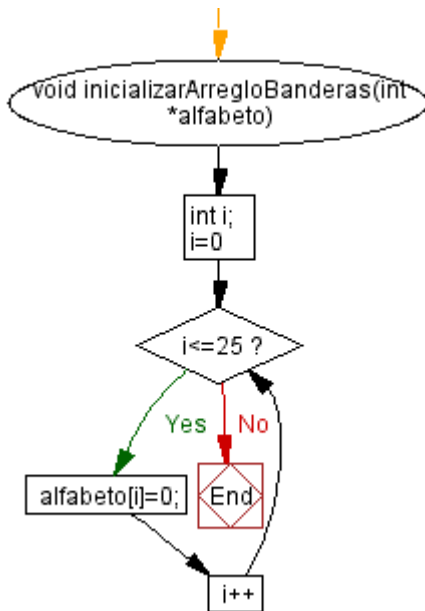 void inicializarArregloBanderas(int
*alfabeto)
int i;
i=0
i<=25 ?
Yes
No
alfabeto[i]=0;
End
i++